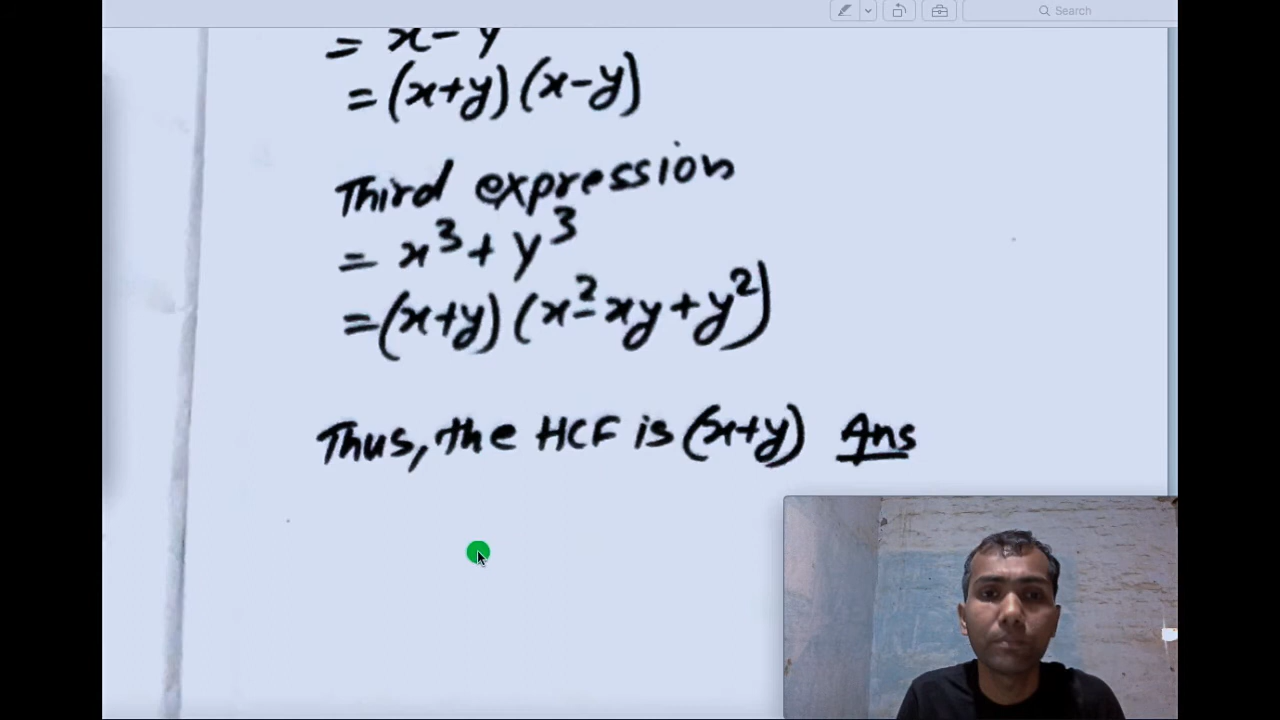 Search
= x - y
= (x+y) (x-y)
Third expression
= x³ + y³
= (x+y) (x² - xy + y²)
Thus, the HCF is (x+y) Ans